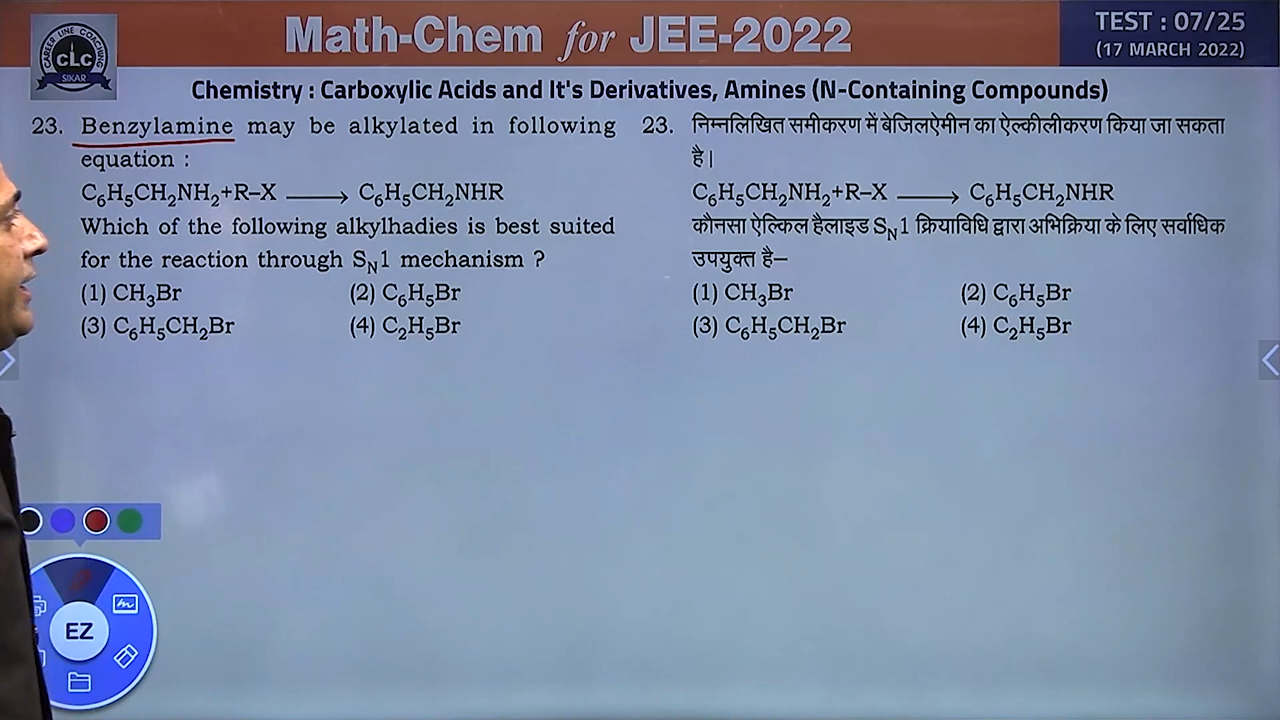 CAREER LINE COACHING
CLC
SIKAR
Math-Chem for JEE-2022
TEST : 07/25
(17 MARCH 2022)
Chemistry : Carboxylic Acids and It's Derivatives, Amines (N-Containing Compounds)
23. Benzylamine may be alkylated in following
equation :
C₆H₅CH₂NH₂+R–X ⟶ C₆H₅CH₂NHR
Which of the following alkylhadies is best suited
for the reaction through S_N1 mechanism ?
(1) CH₃Br (2) C₆H₅Br
(3) C₆H₅CH₂Br (4) C₂H₅Br
23. निम्नलिखित समीकरण में बेजिलऐमीन का ऐल्कीलीकरण किया जा सकता
है।
C₆H₅CH₂NH₂+R–X ⟶ C₆H₅CH₂NHR
कौनसा ऐल्किल हैलाइड S_N1 क्रियाविधि द्वारा अभिक्रिया के लिए सर्वाधिक
उपयुक्त है–
(1) CH₃Br (2) C₆H₅Br
(3) C₆H₅CH₂Br (4) C₂H₅Br
EZ